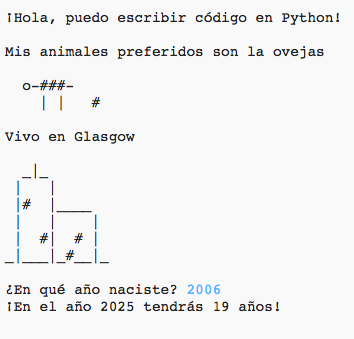 ¡Hola, puedo escribir código en Python!
Mis animales preferidos son la ovejas
  o-###-
    | |   #
Vivo en Glasgow
  _|_
 |   |
 |#  |____
 |   |    |
 |  #|  # |
_|___|_#__|_
¿En qué año naciste? 2006
¡En el año 2025 tendrás 19 años!